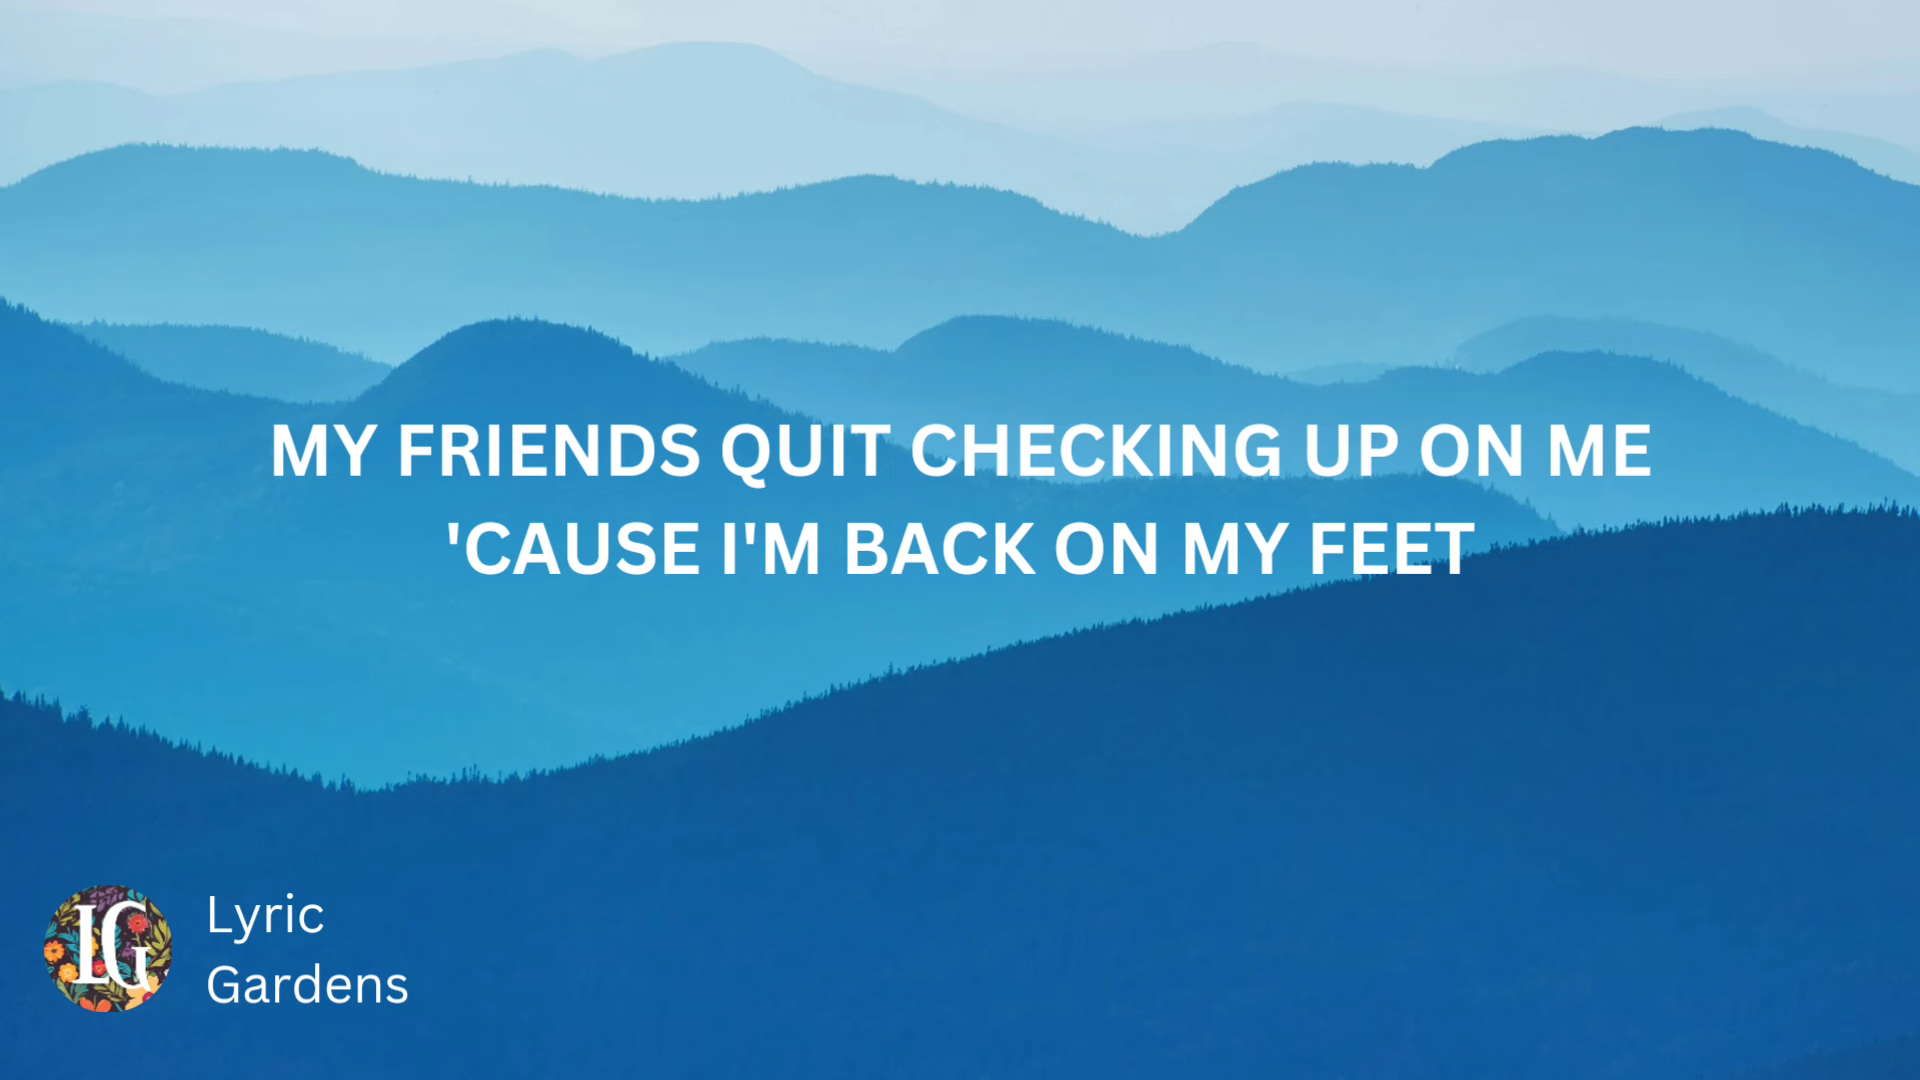 MY FRIENDS QUIT CHECKING UP ON ME
'CAUSE I'M BACK ON MY FEET
LG
Lyric
Gardens